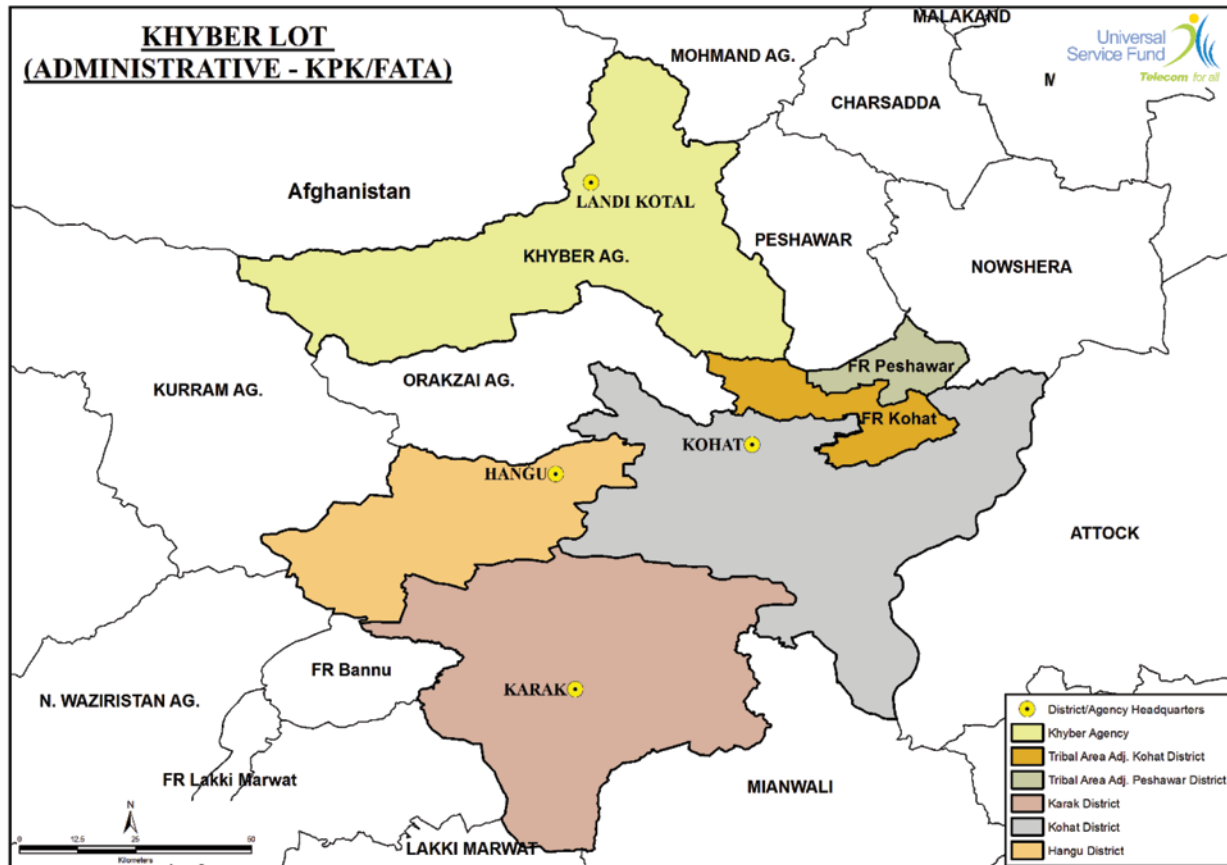 KHYBER LOT
(ADMINISTRATIVE - KPK/FATA)
MALAKAND
Universal
Service Fund
Telecom for all
MOHMAND AG.
M
CHARSADDA
Afghanistan
LANDI KOTAL
PESHAWAR
KHYBER AG.
NOWSHERA
FR Peshawar
ORAKZAI AG.
KURRAM AG.
FR Kohat
KOHAT
HANGU
ATTOCK
FR Bannu
KARAK
N. WAZIRISTAN AG.
FR Lakki Marwat
MIANWALI
LAKKI MARWAT
N
0 12.5 25 50
Kilometers
District/Agency Headquarters
Khyber Agency
Tribal Area Adj. Kohat District
Tribal Area Adj. Peshawar District
Karak District
Kohat District
Hangu District